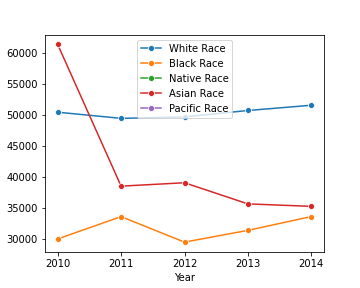 60000
55000
50000
45000
40000
35000
30000
White Race
Black Race
Native Race
Asian Race
Pacific Race
2010 2011 2012 2013 2014
Year